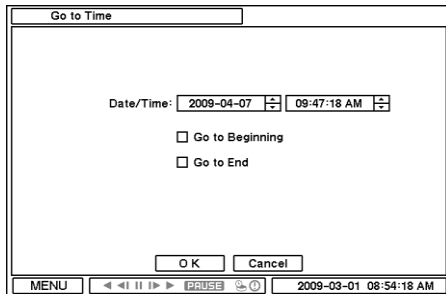 Go to Time
Date/Time: 2009-04-07 09:47:18 AM
Go to Beginning
Go to End
OK Cancel
MENU PAUSE 2009-03-01 08:54:18 AM